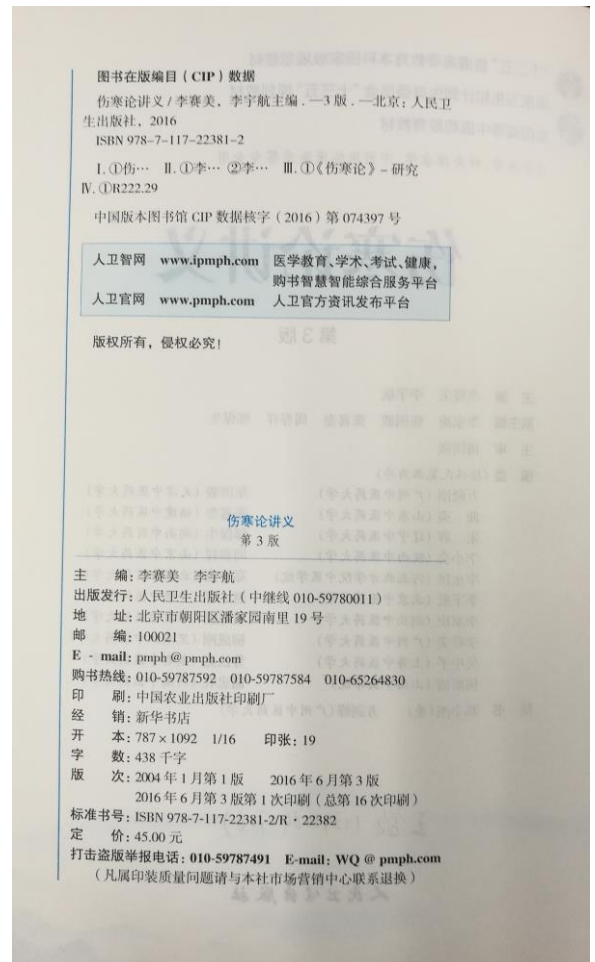 图书在版编目（CIP）数据
伤寒论讲义/李赛美，李宇航主编．—3版．—北京：人民卫
生出版社，2016
ISBN 978-7-117-22381-2
Ⅰ.①伤… Ⅱ.①李… ②李… Ⅲ.①《伤寒论》-研究
Ⅳ.①R222.29
中国版本图书馆CIP数据核字（2016）第074397号
人卫智网 www.ipmph.com 医学教育、学术、考试、健康，
购书智慧智能综合服务平台
人卫官网 www.pmph.com 人卫官方资讯发布平台
版权所有，侵权必究！
伤寒论讲义
第3版
主 编：李赛美 李宇航
出版发行：人民卫生出版社（中继线 010-59780011）
地 址：北京市朝阳区潘家园南里19号
邮 编：100021
E - mail：pmph @ pmph.com
购书热线：010-59787592 010-59787584 010-65264830
印 刷：中国农业出版社印刷厂
经 销：新华书店
开 本：787×1092 1/16 印张：19
字 数：438千字
版 次：2004年1月第1版 2016年6月第3版
2016年6月第3版第1次印刷（总第16次印刷）
标准书号：ISBN 978-7-117-22381-2/R·22382
定 价：45.00元
打击盗版举报电话：010-59787491 E-mail：WQ @ pmph.com
（凡属印装质量问题请与本社市场营销中心联系退换）